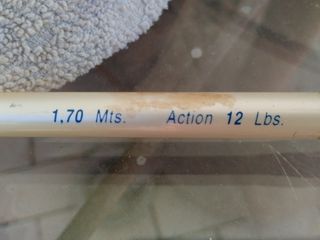 1,70 Mts. Action 12 Lbs.